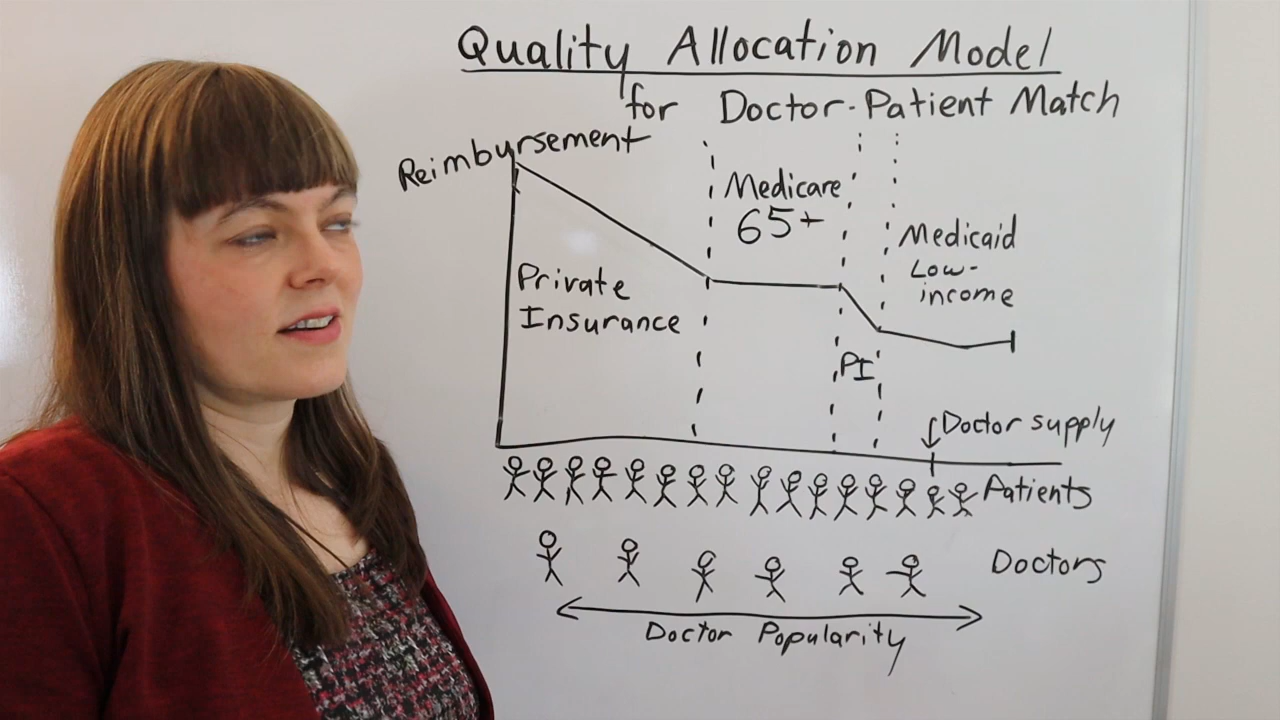 Quality Allocation Model
for Doctor-Patient Match
Reimbursement
Medicare
65+
Medicaid
Low-
income
Private
Insurance
PI
Doctor supply
Patients
Doctors
Doctor Popularity